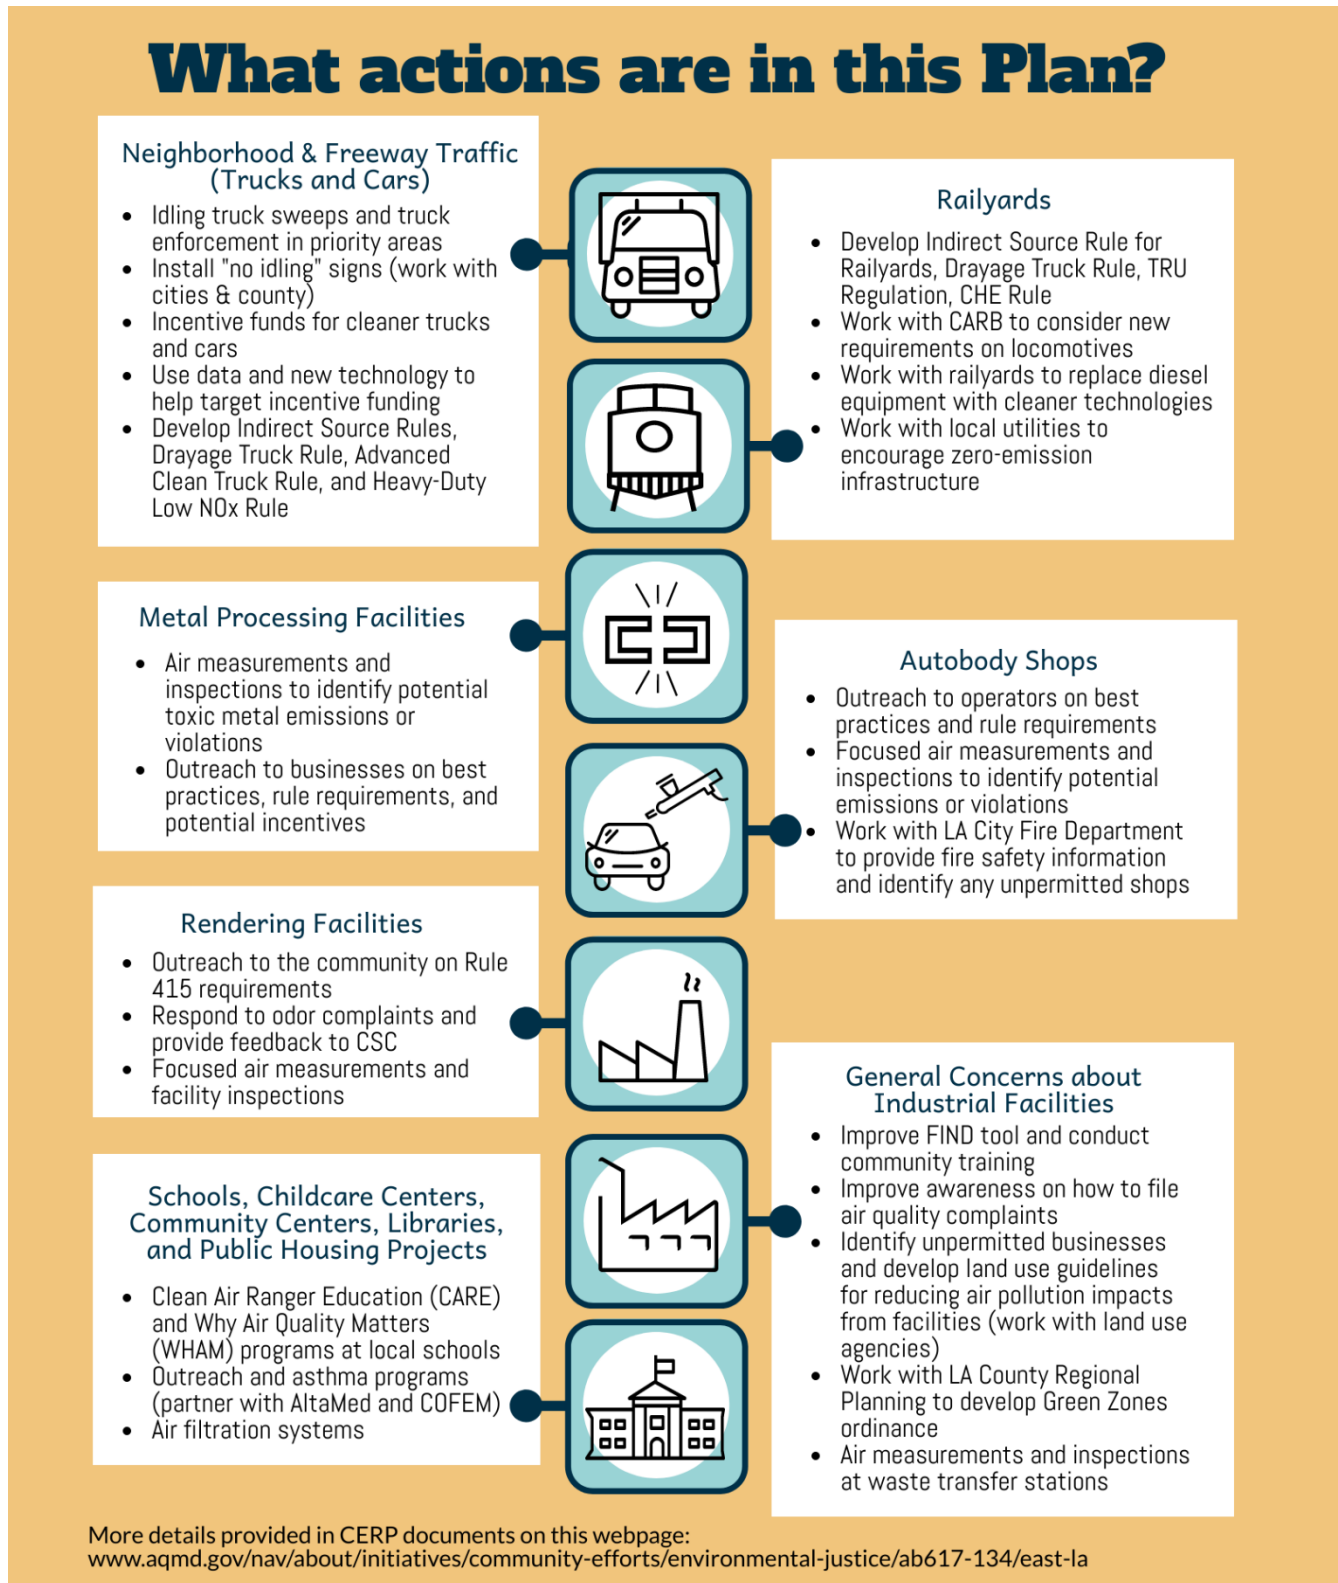 What actions are in this Plan?
Neighborhood & Freeway Traffic
(Trucks and Cars)
• Idling truck sweeps and truck
enforcement in priority areas
• Install "no idling" signs (work with
cities & county)
• Incentive funds for cleaner trucks
and cars
• Use data and new technology to
help target incentive funding
• Develop Indirect Source Rules,
Drayage Truck Rule, Advanced
Clean Truck Rule, and Heavy-Duty
Low NOx Rule
Railyards
• Develop Indirect Source Rule for
Railyards, Drayage Truck Rule, TRU
Regulation, CHE Rule
• Work with CARB to consider new
requirements on locomotives
• Work with railyards to replace diesel
equipment with cleaner technologies
• Work with local utilities to
encourage zero-emission
infrastructure
Metal Processing Facilities
• Air measurements and
inspections to identify potential
toxic metal emissions or
violations
• Outreach to businesses on best
practices, rule requirements, and
potential incentives
Autobody Shops
• Outreach to operators on best
practices and rule requirements
• Focused air measurements and
inspections to identify potential
emissions or violations
• Work with LA City Fire Department
to provide fire safety information
and identify any unpermitted shops
Rendering Facilities
• Outreach to the community on Rule
415 requirements
• Respond to odor complaints and
provide feedback to CSC
• Focused air measurements and
facility inspections
General Concerns about
Industrial Facilities
• Improve FIND tool and conduct
community training
• Improve awareness on how to file
air quality complaints
• Identify unpermitted businesses
and develop land use guidelines
for reducing air pollution impacts
from facilities (work with land use
agencies)
• Work with LA County Regional
Planning to develop Green Zones
ordinance
• Air measurements and inspections
at waste transfer stations
Schools, Childcare Centers,
Community Centers, Libraries,
and Public Housing Projects
• Clean Air Ranger Education (CARE)
and Why Air Quality Matters
(WHAM) programs at local schools
• Outreach and asthma programs
(partner with AltaMed and COFEM)
• Air filtration systems
More details provided in CERP documents on this webpage:
www.aqmd.gov/nav/about/initiatives/community-efforts/environmental-justice/ab617-134/east-la